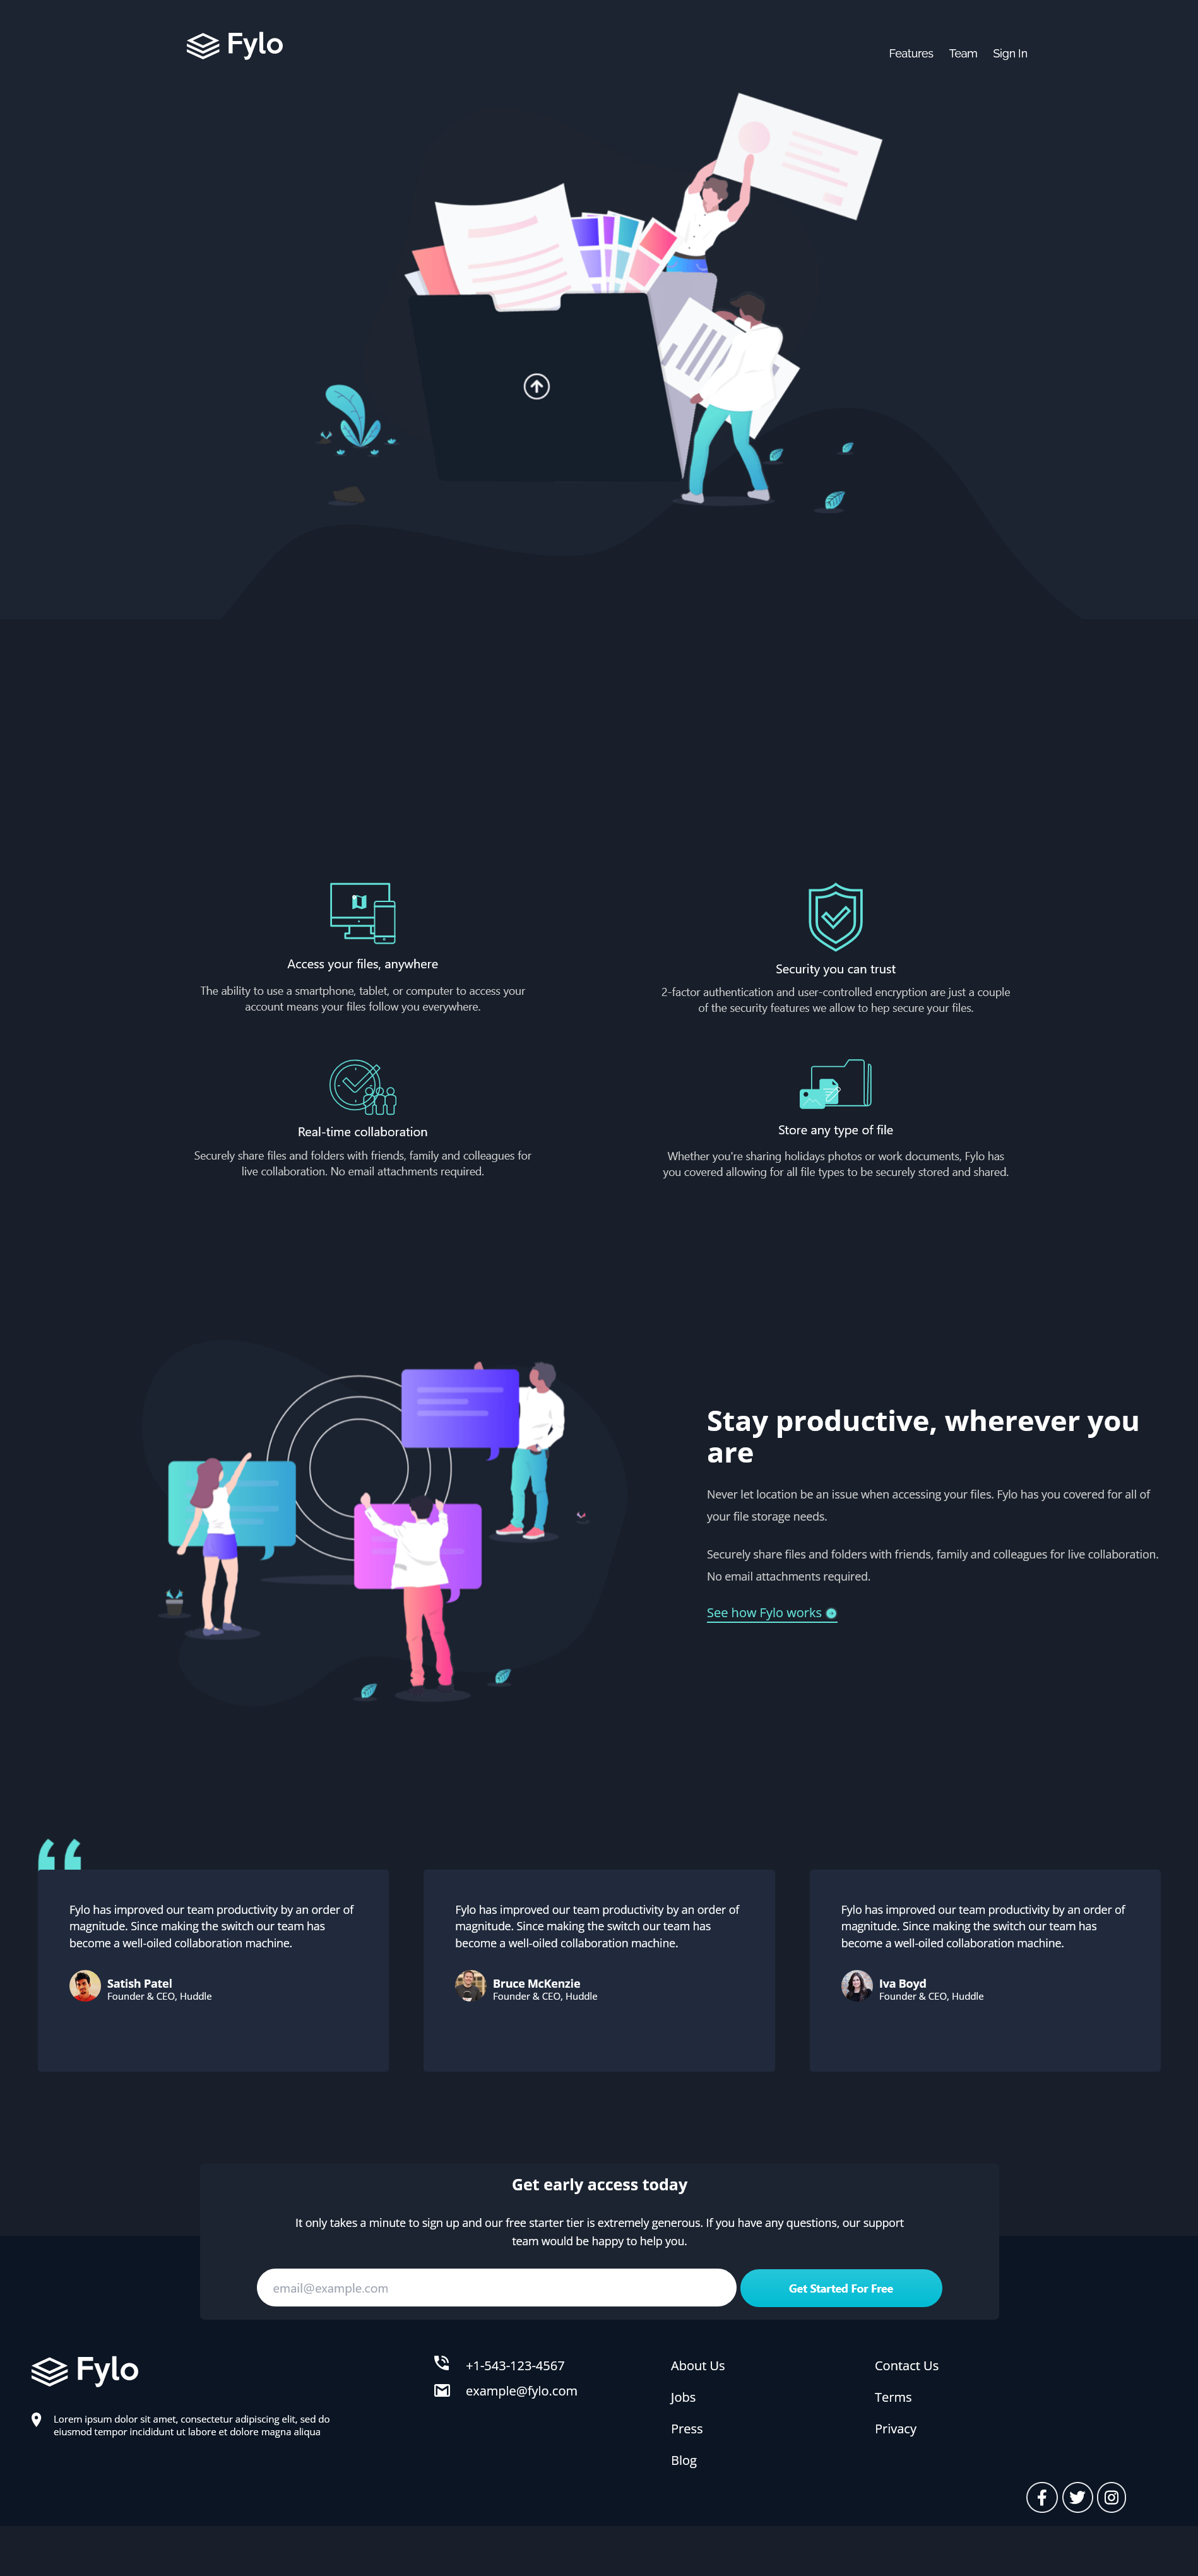 Fylo
Features Team Sign In
Access your files, anywhere
The ability to use a smartphone, tablet, or computer to access your
account means your files follow you everywhere.
Security you can trust
2-factor authentication and user-controlled encryption are just a couple
of the security features we allow to hep secure your files.
Real-time collaboration
Securely share files and folders with friends, family and colleagues for
live collaboration. No email attachments required.
Store any type of file
Whether you're sharing holidays photos or work documents, Fylo has
you covered allowing for all file types to be securely stored and shared.
Stay productive, wherever you
are
Never let location be an issue when accessing your files. Fylo has you covered for all of
your file storage needs.
Securely share files and folders with friends, family and colleagues for live collaboration.
No email attachments required.
See how Fylo works
Fylo has improved our team productivity by an order of
magnitude. Since making the switch our team has
become a well-oiled collaboration machine.
Satish Patel
Founder & CEO, Huddle
Fylo has improved our team productivity by an order of
magnitude. Since making the switch our team has
become a well-oiled collaboration machine.
Bruce McKenzie
Founder & CEO, Huddle
Fylo has improved our team productivity by an order of
magnitude. Since making the switch our team has
become a well-oiled collaboration machine.
Iva Boyd
Founder & CEO, Huddle
Get early access today
It only takes a minute to sign up and our free starter tier is extremely generous. If you have any questions, our support
team would be happy to help you.
email@example.com
Get Started For Free
Fylo
Lorem ipsum dolor sit amet, consectetur adipiscing elit, sed do
eiusmod tempor incididunt ut labore et dolore magna aliqua
+1-543-123-4567
example@fylo.com
About Us
Jobs
Press
Blog
Contact Us
Terms
Privacy